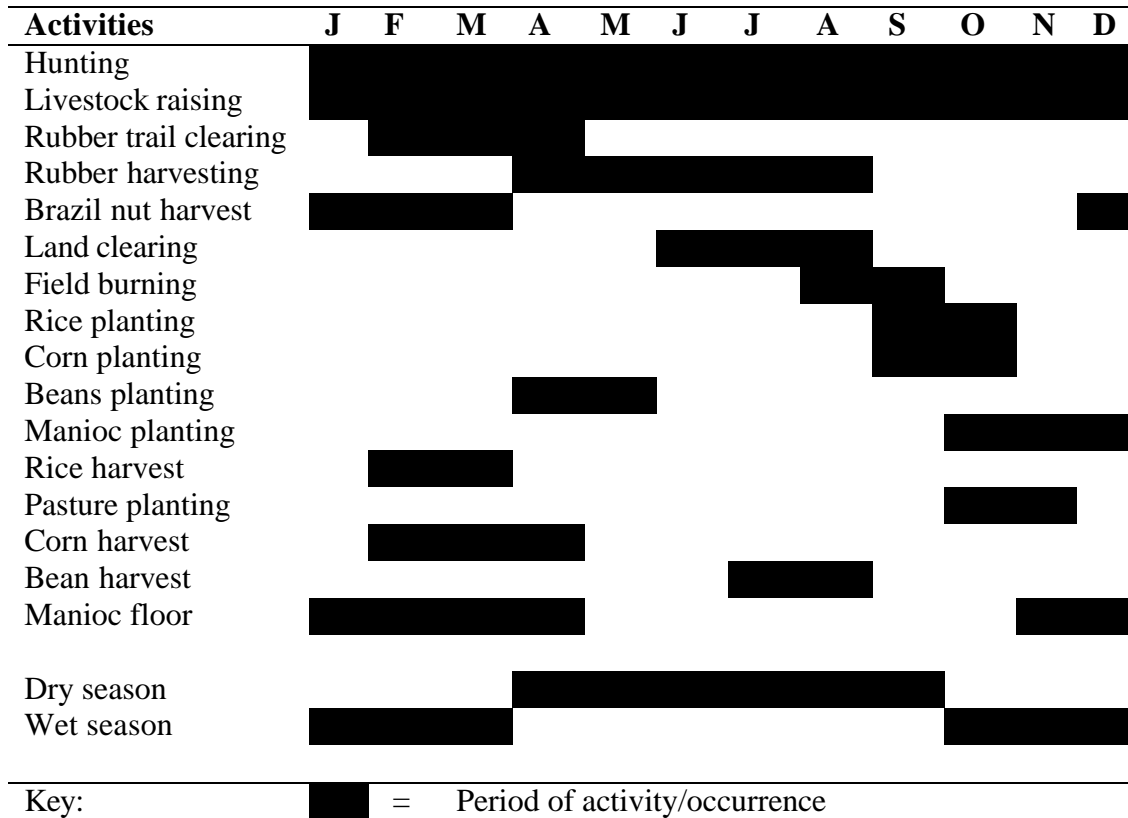 Activities J F M A M J J A S O N D
Hunting
Livestock raising
Rubber trail clearing
Rubber harvesting
Brazil nut harvest
Land clearing
Field burning
Rice planting
Corn planting
Beans planting
Manioc planting
Rice harvest
Pasture planting
Corn harvest
Bean harvest
Manioc floor
Dry season
Wet season
Key: = Period of activity/occurrence